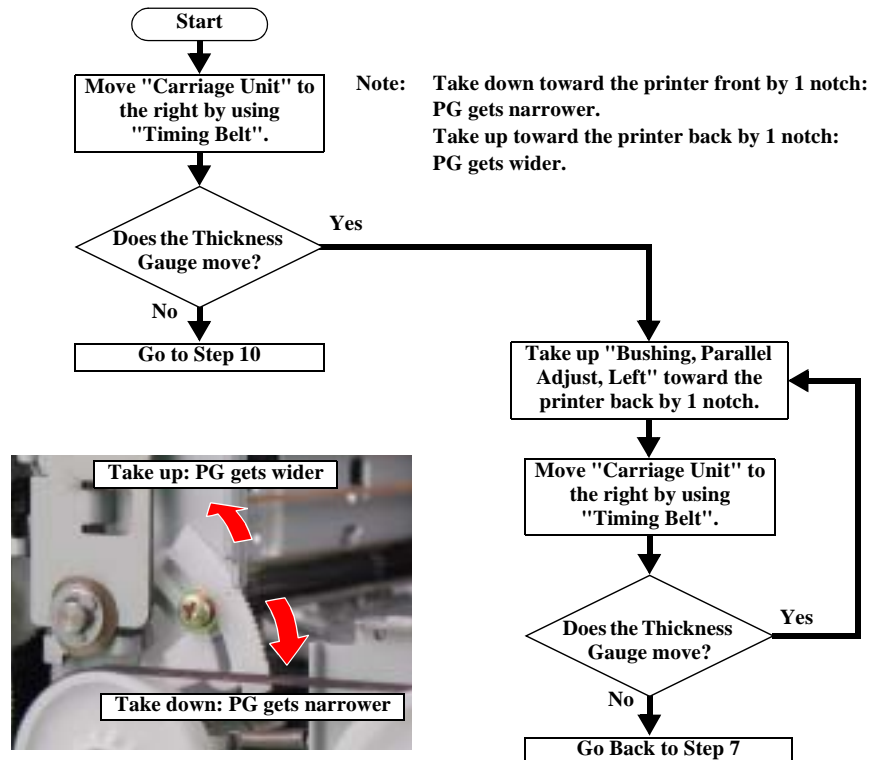 Start
Move "Carriage Unit" to
the right by using
"Timing Belt".
Note: Take down toward the printer front by 1 notch:
PG gets narrower.
Take up toward the printer back by 1 notch:
PG gets wider.
Does the Thickness
Gauge move?
Yes
No
Go to Step 10
Take up "Bushing, Parallel
Adjust, Left" toward the
printer back by 1 notch.
Move "Carriage Unit" to
the right by using
"Timing Belt".
Does the Thickness
Gauge move?
Yes
No
Go Back to Step 7
Take up: PG gets wider
Take down: PG gets narrower